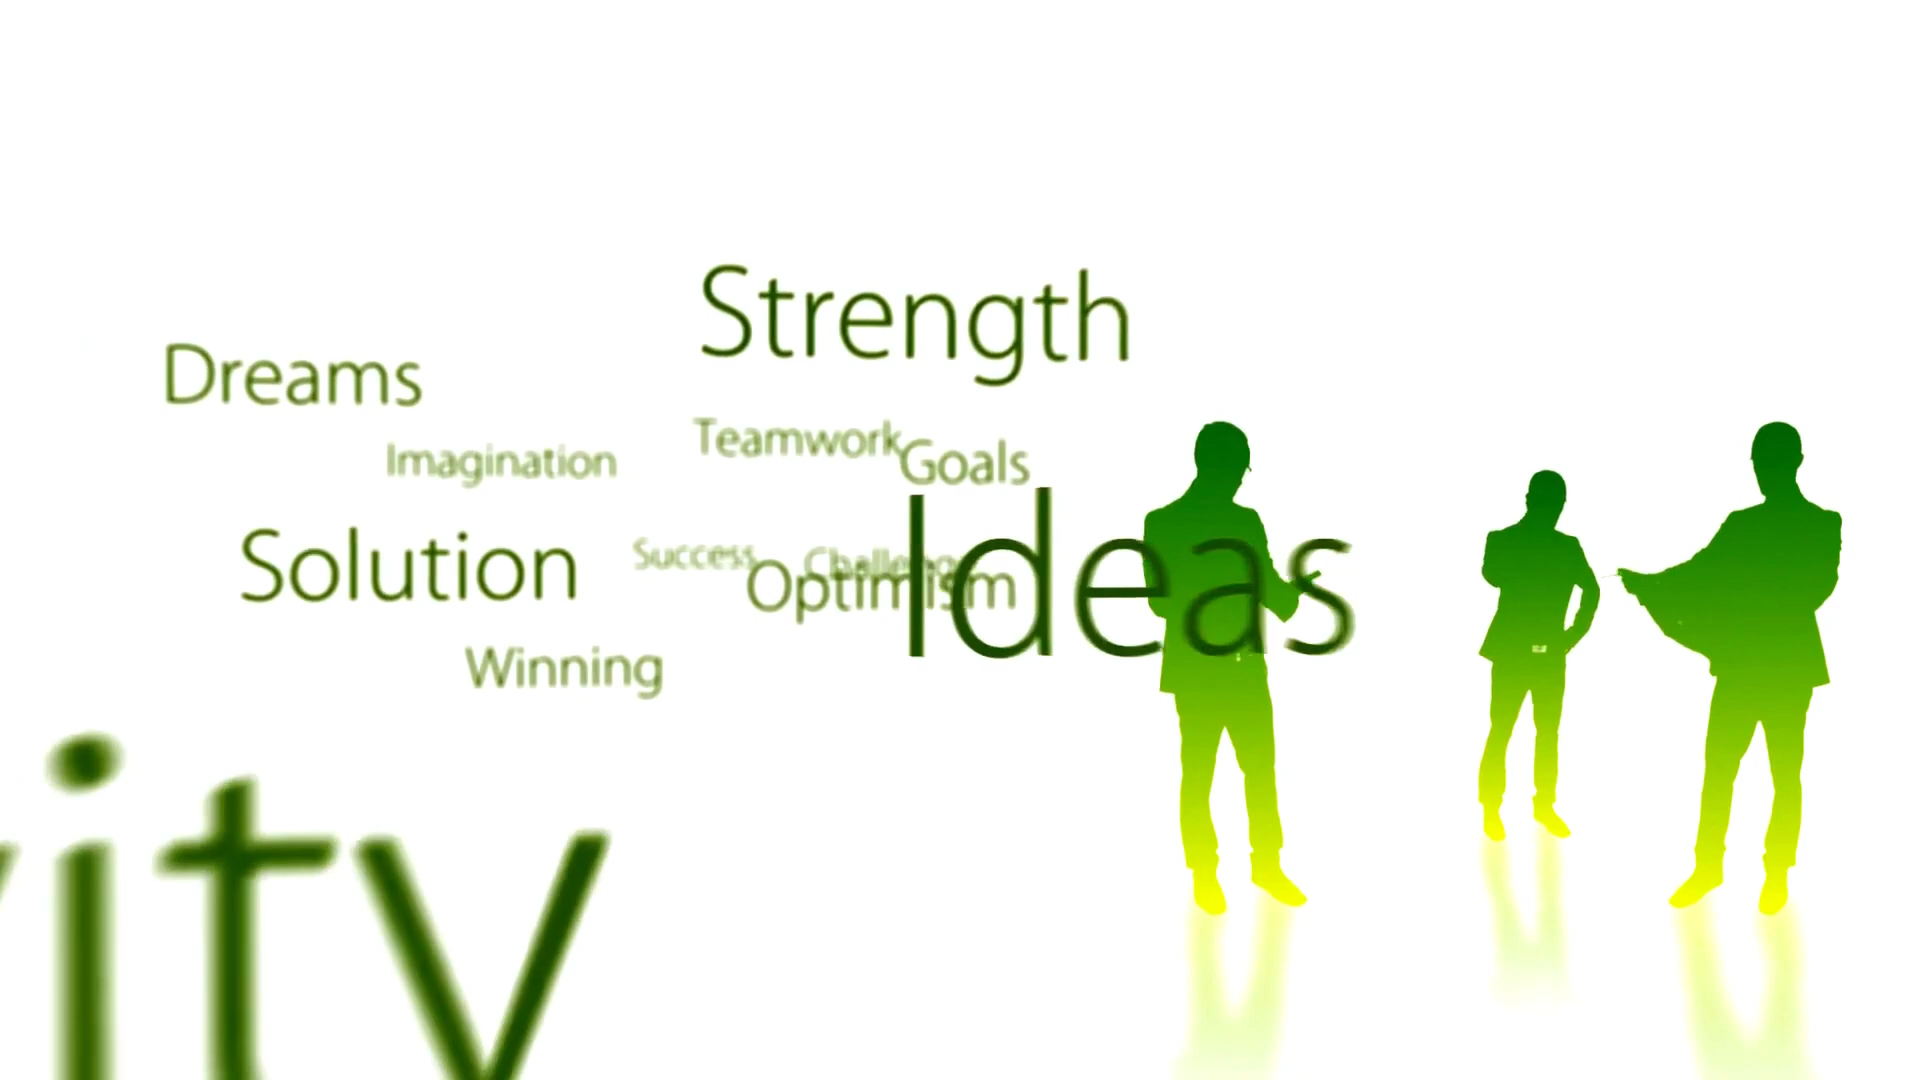 Strength
Dreams
Teamwork
Goals
Imagination
Ideas
Solution
Success
Optimism
Winning
ity